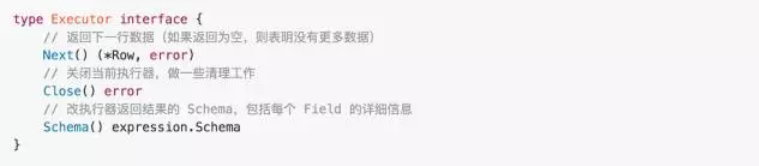 type Executor interface {
// 返回下一行数据（如果返回为空，则表明没有更多数据）
Next() (*Row, error)
// 关闭当前执行器，做一些清理工作
Close() error
// 改执行器返回结果的 Schema，包括每个 Field 的详细信息
Schema() expression.Schema
}